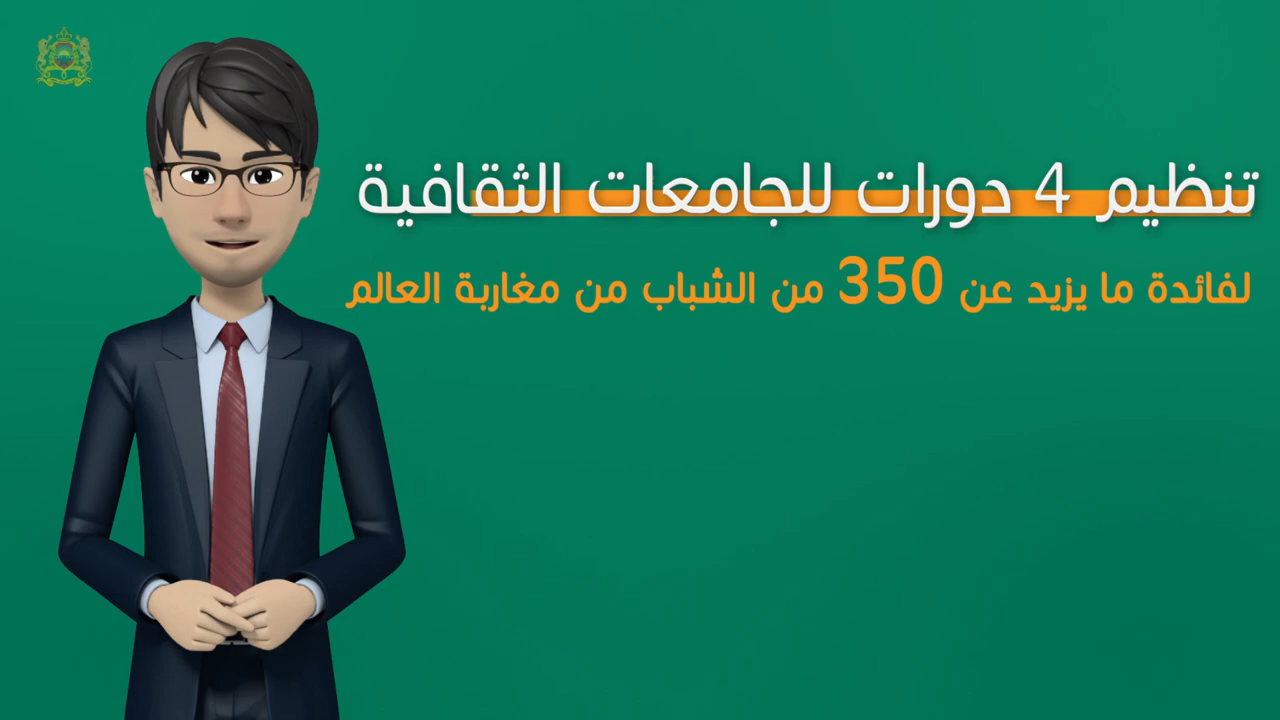 تنظيم 4 دورات للجامعات الثقافية
لفائدة ما يزيد عن 350 من الشباب من مغاربة العالم